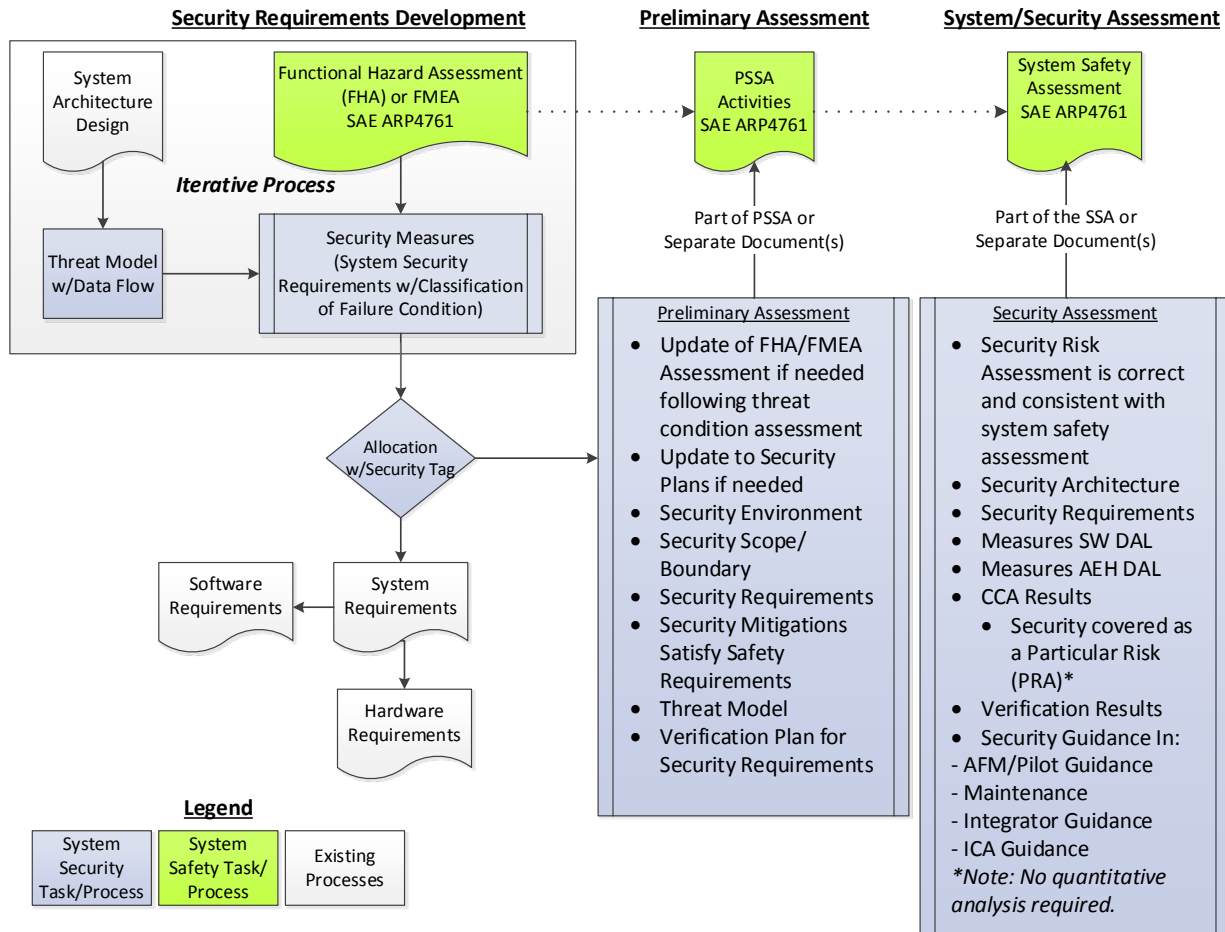 Security Requirements Development
Preliminary Assessment
System/Security Assessment
System
Architecture
Design
Functional Hazard Assessment
(FHA) or FMEA
SAE ARP4761
PSSA
Activities
SAE ARP4761
System Safety
Assessment
SAE ARP4761
Iterative Process
Threat Model
w/Data Flow
Security Measures
(System Security
Requirements w/Classification
of Failure Condition)
Part of PSSA or
Separate Document(s)
Part of the SSA or
Separate Document(s)
Allocation
w/Security Tag
Software
Requirements
System
Requirements
Hardware
Requirements
Preliminary Assessment
• Update of FHA/FMEA
Assessment if needed
following threat
condition assessment
• Update to Security
Plans if needed
• Security Environment
• Security Scope/
Boundary
• Security Requirements
• Security Mitigations
Satisfy Safety
Requirements
• Threat Model
• Verification Plan for
Security Requirements
Security Assessment
• Security Risk
Assessment is correct
and consistent with
system safety
assessment
• Security Architecture
• Security Requirements
• Measures SW DAL
• Measures AEH DAL
• CCA Results
• Security covered as
a Particular Risk
(PRA)*
• Verification Results
• Security Guidance In:
- AFM/Pilot Guidance
- Maintenance
- Integrator Guidance
- ICA Guidance
*Note: No quantitative
analysis required.
Legend
System
Security
Task/Process
System
Safety Task/
Process
Existing
Processes